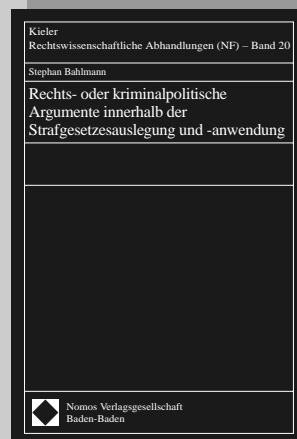 Kieler
Rechtswissenschaftliche Abhandlungen (NF) – Band 20
Stephan Bahlmann
Rechts- oder kriminalpolitische
Argumente innerhalb der
Strafgesetzesauslegung und -anwendung
Nomos Verlagsgesellschaft
Baden-Baden